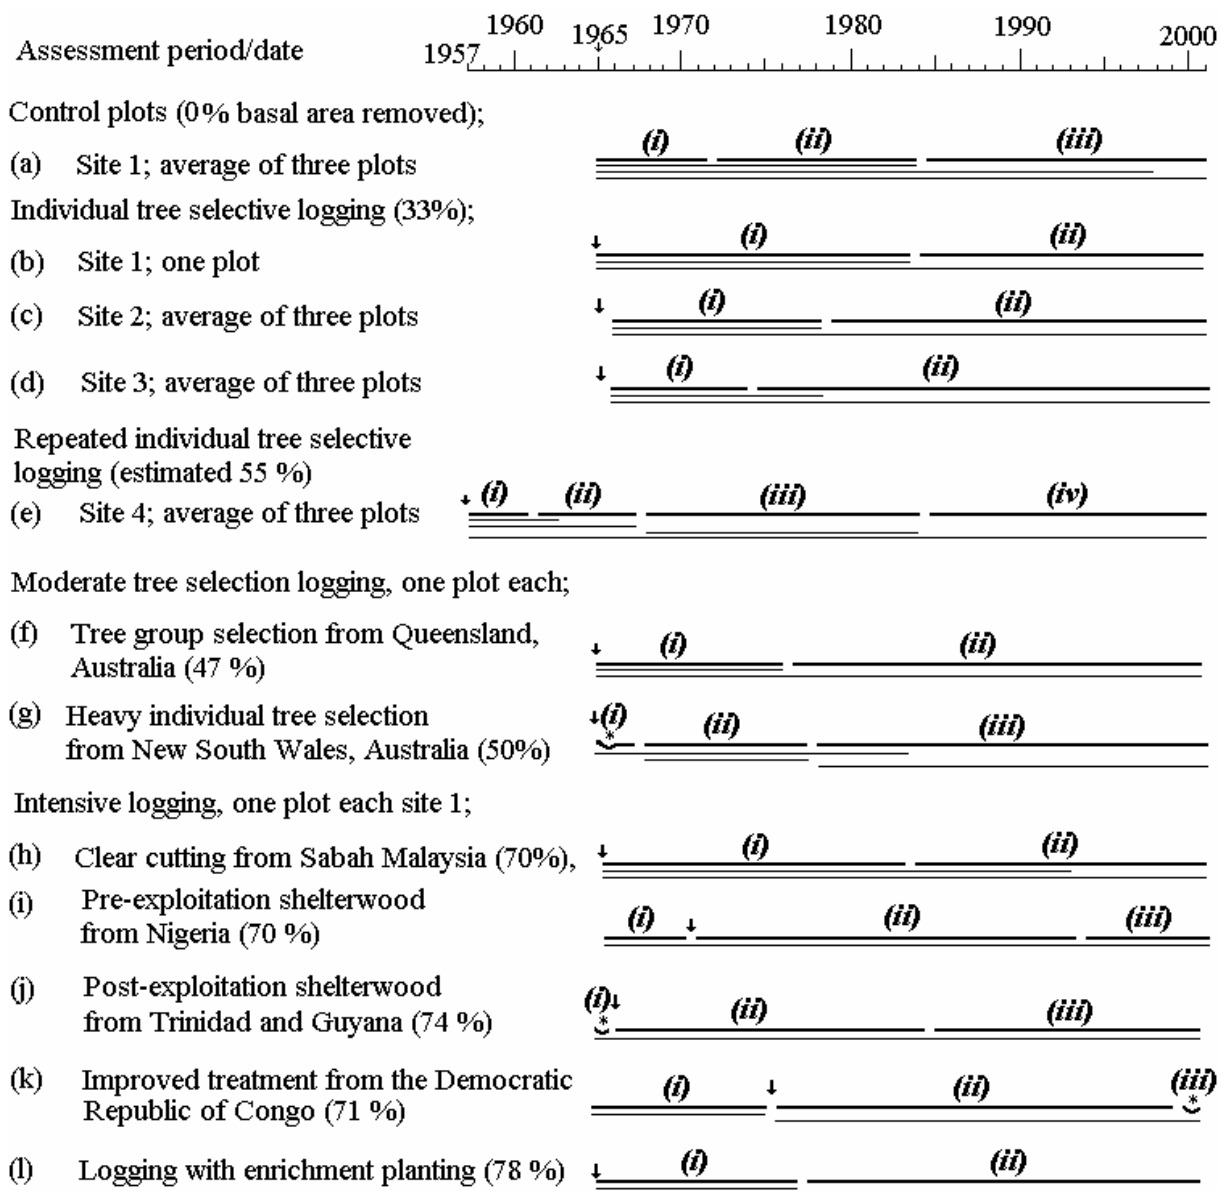 1960 1965 1970 1980 1990 2000
Assessment period/date 1957
Control plots (0% basal area removed);
(i) (ii) (iii)
(a) Site 1; average of three plots
Individual tree selective logging (33%);
(i) (ii)
(b) Site 1; one plot
(i) (ii)
(c) Site 2; average of three plots
(i) (ii)
(d) Site 3; average of three plots
Repeated individual tree selective
logging (estimated 55 %)
(i) (ii) (iii) (iv)
(e) Site 4; average of three plots
Moderate tree selection logging, one plot each;
(f) Tree group selection from Queensland,
(i) (ii)
Australia (47 %)
(g) Heavy individual tree selection
(i) (ii) (iii)
from New South Wales, Australia (50%) *
Intensive logging, one plot each site 1;
(i) (ii)
(h) Clear cutting from Sabah Malaysia (70%),
(i) Pre-exploitation shelterwood
(i) (ii) (iii)
from Nigeria (70 %)
(j) Post-exploitation shelterwood
(i) (ii) (iii)
from Trinidad and Guyana (74 %) *
(k) Improved treatment from the Democratic
(i) (ii) (iii)
Republic of Congo (71 %) *
(i) (ii)
(l) Logging with enrichment planting (78 %)